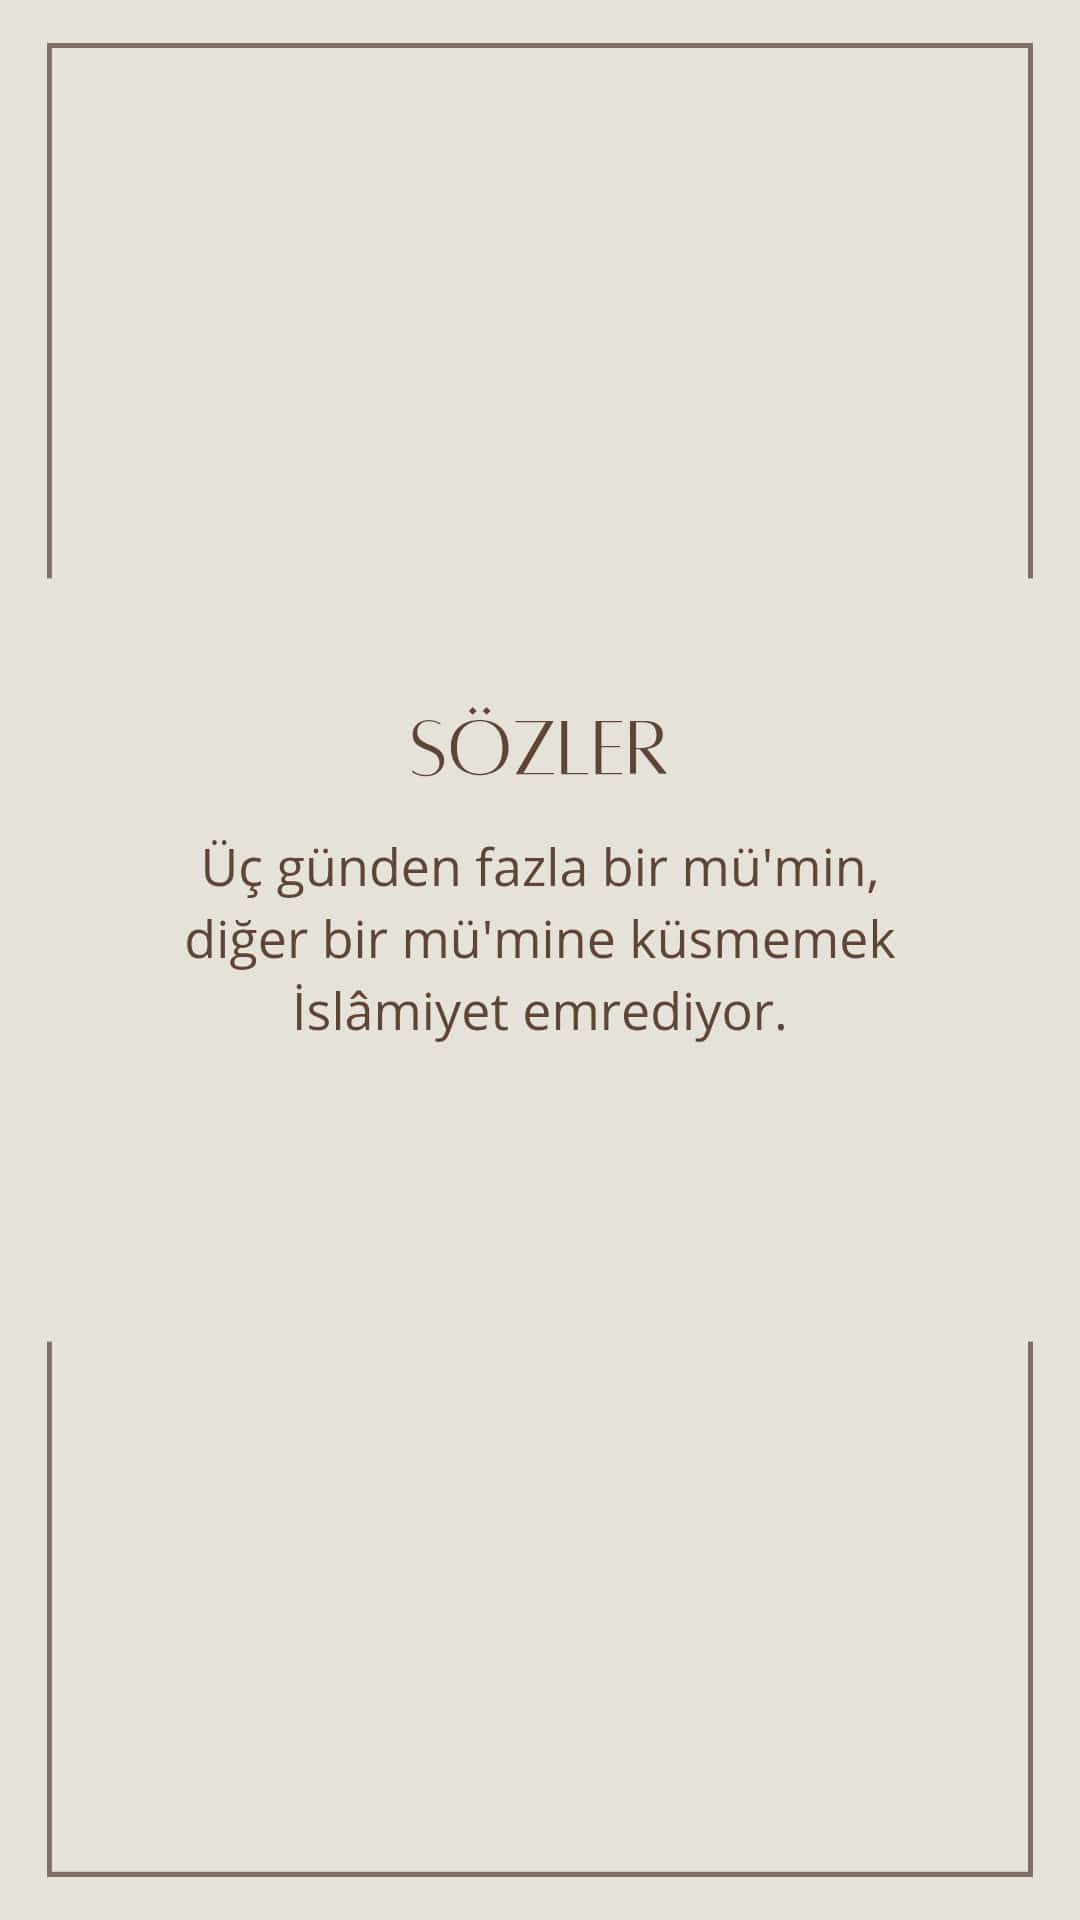 SÖZLER
Üç günden fazla bir mü'min,
diğer bir mü'mine küsmemek
İslâmiyet emrediyor.